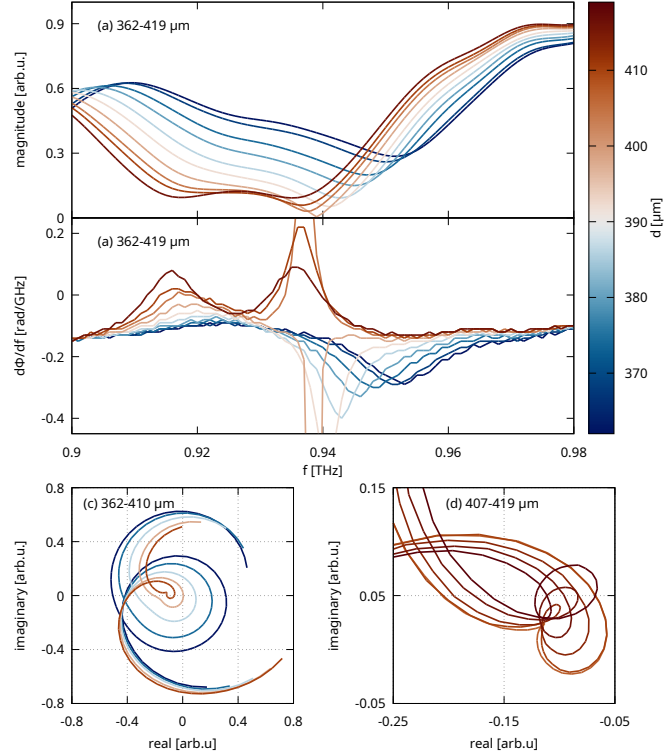 (a) 362-419 µm
magnitude [arb.u.]
0.9
0.6
0.3
0
(a) 362-419 µm
dΦ/df [rad/GHz]
0.2
0
-0.2
-0.4
0.9 0.92 0.94 0.96 0.98
f [THz]
410
400
390
380
370
d [µm]
(c) 362-410 µm
imaginary [arb.u]
0.8
0.4
0
-0.4
-0.8
-0.8 -0.4 0 0.4 0.8
real [arb.u]
(d) 407-419 µm
imaginary [arb.u]
0.15
0.05
-0.05
-0.25 -0.15 -0.05
real [arb.u]